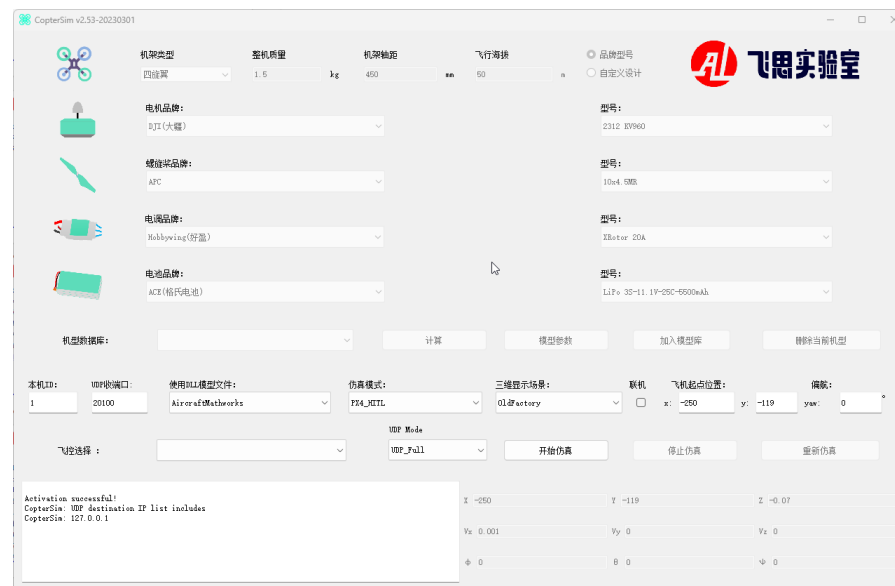 CopterSim v2.53-20230301
机架类型 整机质量 机架轴距 飞行海拔 品牌型号
四旋翼 1.5 kg 450 mm 50 m 自定义设计
飞思实验室
电机品牌: 型号:
DJI(大疆) 2312 KV960
螺旋桨品牌: 型号:
APC 10x4.5MR
电调品牌: 型号:
Hobbywing(好盈) XRotor 20A
电池品牌: 型号:
ACE(格氏电池) LiPo 3S-11.1V-25C-5500mAh
机型数据库: 计算 模型参数 加入模型库 删除当前机型
本机ID: UDP收端口: 使用DLL模型文件: 仿真模式: 三维显示场景: 联机 飞机起点位置: 偏航:
1 20100 AircraftMathworks PX4_HITL OldFactory x: -250 y: -119 yaw: 0 °
UDP Mode
飞控选择 : UDP_Full 开始仿真 停止仿真 重新仿真
Activation successful!
CopterSim: UDP destination IP list includes
CopterSim: 127.0.0.1
X -250 Y -119 Z -0.07
Vx 0.001 Vy 0 Vz 0
ϕ 0 θ 0 ψ 0